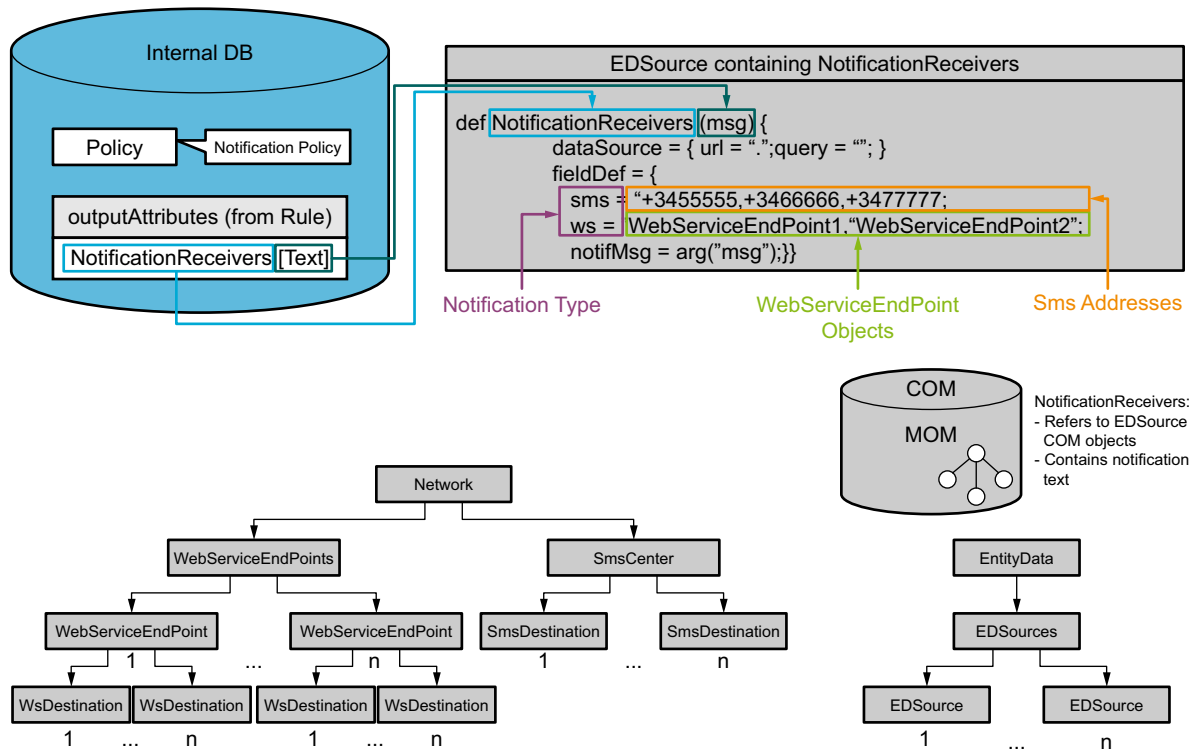 Internal DB
Policy
Notification Policy
outputAttributes (from Rule)
NotificationReceivers [Text]
EDSource containing NotificationReceivers
def NotificationReceivers (msg) {
dataSource = { url = “.”;query = “”; }
fieldDef = {
sms = “+3455555,+3466666,+3477777;
ws = WebServiceEndPoint1,“WebServiceEndPoint2”;
notifMsg = arg(”msg”);}}
Notification Type
WebServiceEndPoint
Objects
Sms Addresses
COM
MOM
NotificationReceivers:
- Refers to EDSource
COM objects
- Contains notification
text
Network
WebServiceEndPoints
SmsCenter
WebServiceEndPoint
WebServiceEndPoint
SmsDestination
SmsDestination
1 ... n
1 ... n
WsDestination
WsDestination
WsDestination
WsDestination
1 ... n
1 ... n
EntityData
EDSources
EDSource
EDSource
1 ... n